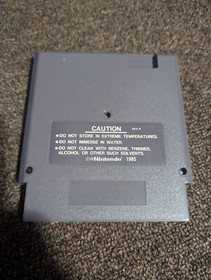 CAUTION
●DO NOT STORE IN EXTREME TEMPERATURES.
●DO NOT IMMERSE IN WATER.
●DO NOT CLEAN WITH BENZENE, THINNER,
ALCOHOL OR OTHER SUCH SOLVENTS.
Nintendo 1985